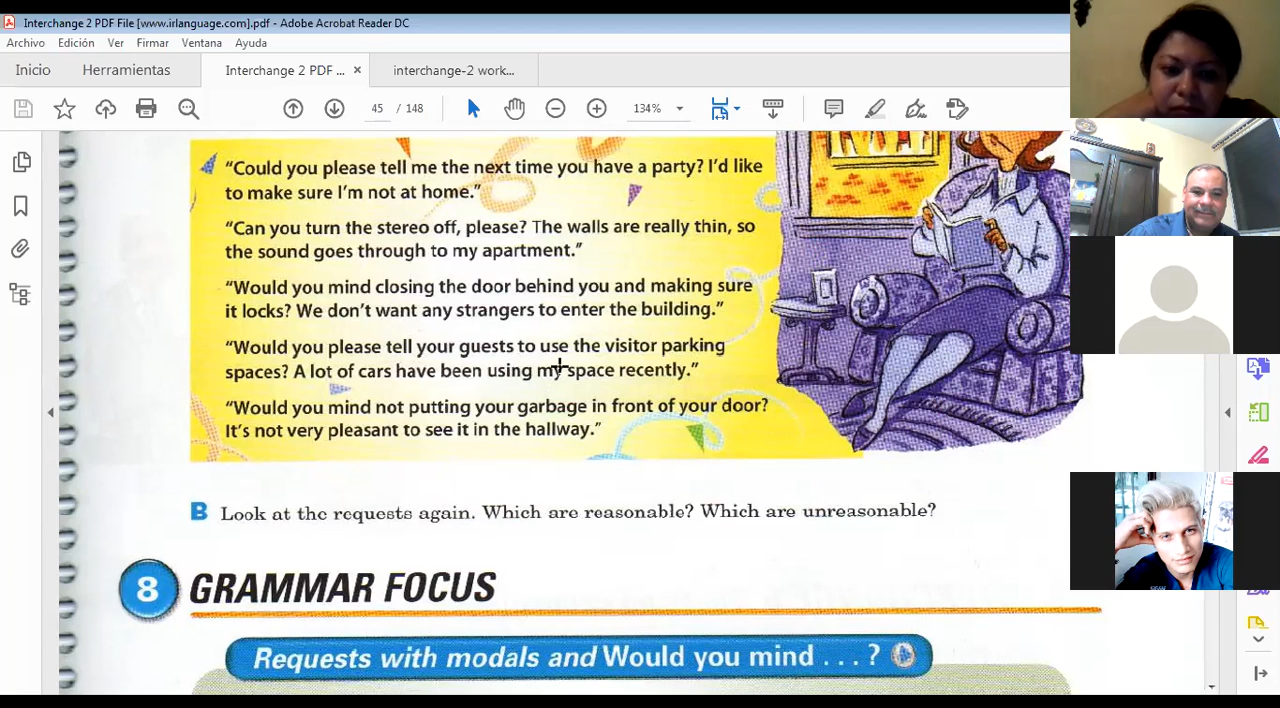 Interchange 2 PDF File [www.irlanguage.com].pdf - Adobe Acrobat Reader DC
Archivo Edición Ver Firmar Ventana Ayuda
Inicio Herramientas Interchange 2 PDF ... × interchange-2 work...
45 / 148 134%
“Could you please tell me the next time you have a party? I’d like
to make sure I’m not at home.”
“Can you turn the stereo off, please? The walls are really thin, so
the sound goes through to my apartment.”
“Would you mind closing the door behind you and making sure
it locks? We don’t want any strangers to enter the building.”
“Would you please tell your guests to use the visitor parking
spaces? A lot of cars have been using my space recently.”
“Would you mind not putting your garbage in front of your door?
It’s not very pleasant to see it in the hallway.”
B Look at the requests again. Which are reasonable? Which are unreasonable?
8 GRAMMAR FOCUS
Requests with modals and Would you mind . . . ?